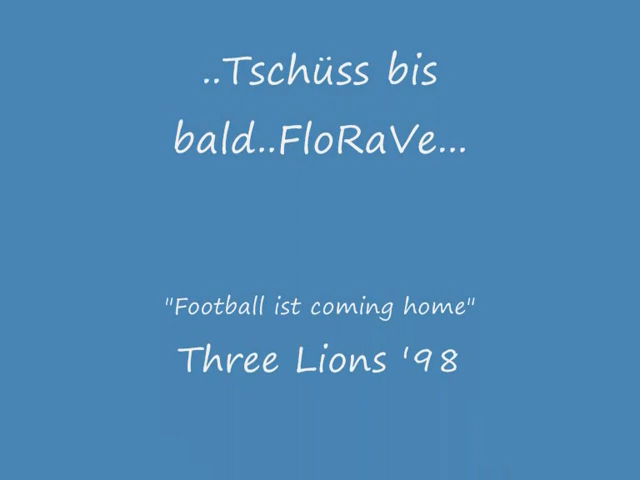 ..Tschüss bis
bald..FloRaVe...
"Football ist coming home"
Three Lions '98